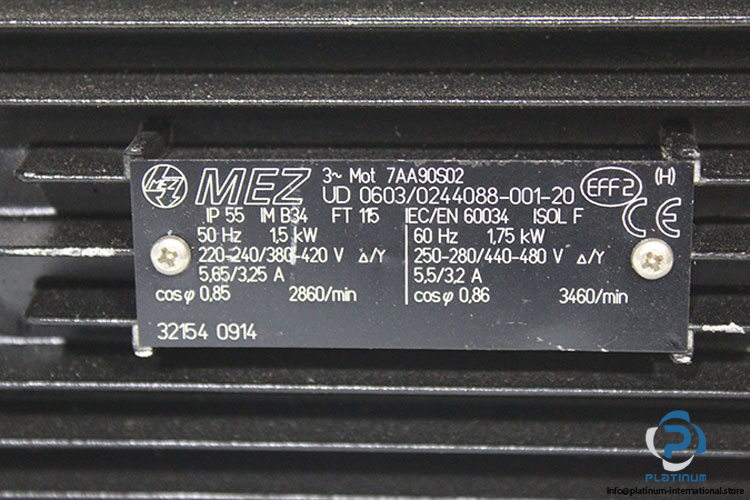 MEZ
MEZ 3~ Mot 7AA90S02
UD 0603/0244088-001-20 EFF2 (H)
IP 55 IM B34 FT 115 IEC/EN 60034 ISOL F CE
50 Hz 1,5 kW 60 Hz 1,75 kW
220-240/380-420 V Δ/Y 250-280/440-480 V Δ/Y
5,65/3,25 A 5,5/3,2 A
cosφ 0,85 2860/min cosφ 0,86 3460/min
32154 0914
PLATINUM
info@platinum-international.store